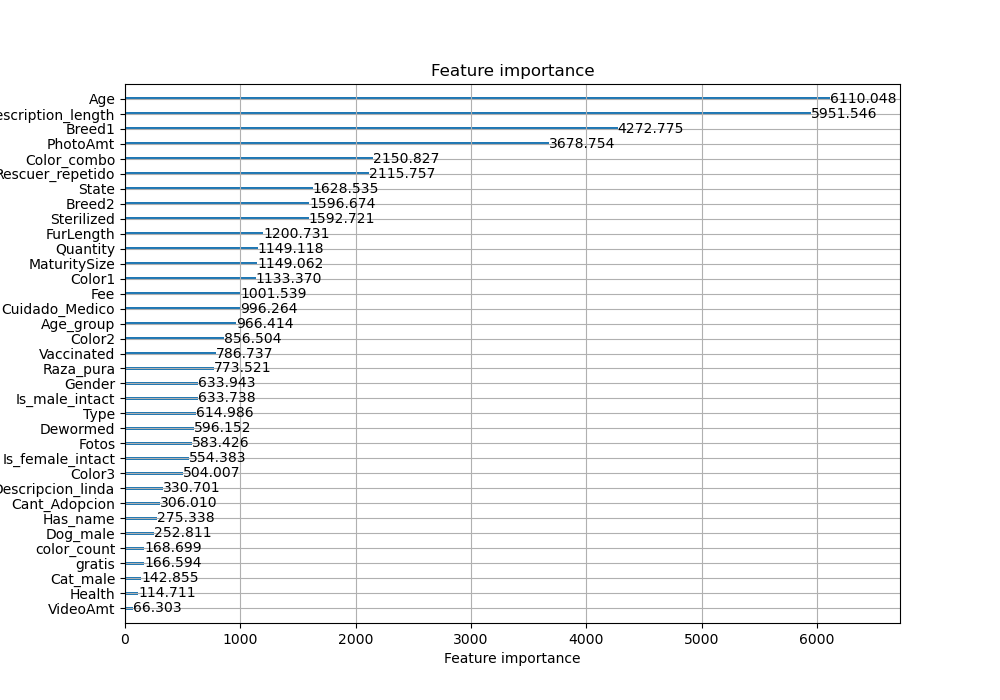 Feature importance
Age 6110.048
escription_length 5951.546
Breed1 4272.775
PhotoAmt 3678.754
Color_combo 2150.827
Rescuer_repetido 2115.757
State 1628.535
Breed2 1596.674
Sterilized 1592.721
FurLength 1200.731
Quantity 1149.118
MaturitySize 1149.062
Color1 1133.370
Fee 1001.539
Cuidado_Medico 996.264
Age_group 966.414
Color2 856.504
Vaccinated 786.737
Raza_pura 773.521
Gender 633.943
Is_male_intact 633.738
Type 614.986
Dewormed 596.152
Fotos 583.426
Is_female_intact 554.383
Color3 504.007
Descripcion_linda 330.701
Cant_Adopcion 306.010
Has_name 275.338
Dog_male 252.811
color_count 168.699
gratis 166.594
Cat_male 142.855
Health 114.711
VideoAmt 66.303
0 1000 2000 3000 4000 5000 6000
Feature importance